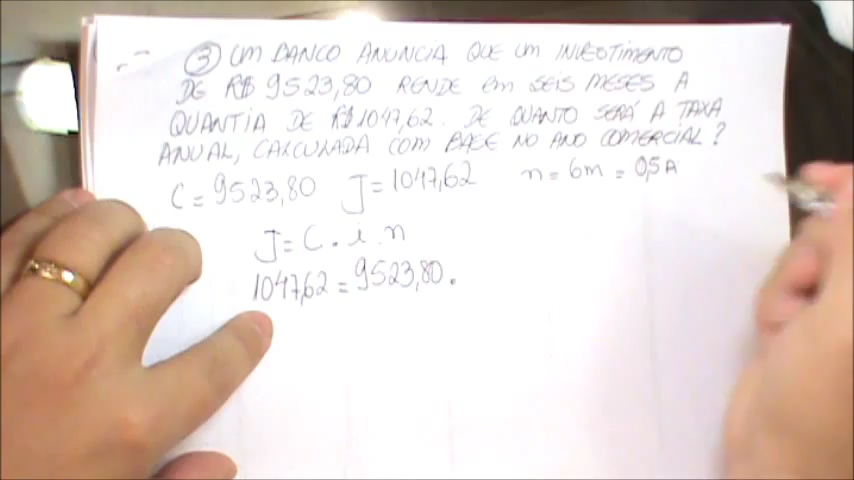 ③ UM BANCO ANUNCIA QUE UM INVESTIMENTO
DE R$ 9523,80 RENDE EM SEIS MESES A
QUANTIA DE R$ 1047,62. DE QUANTO SERÁ A TAXA
ANUAL, CALCULADA COM BASE NO ANO COMERCIAL?
C = 9523,80 J = 1047,62 n = 6m = 0,5A
J = C . i . n
1047,62 = 9523,80 .